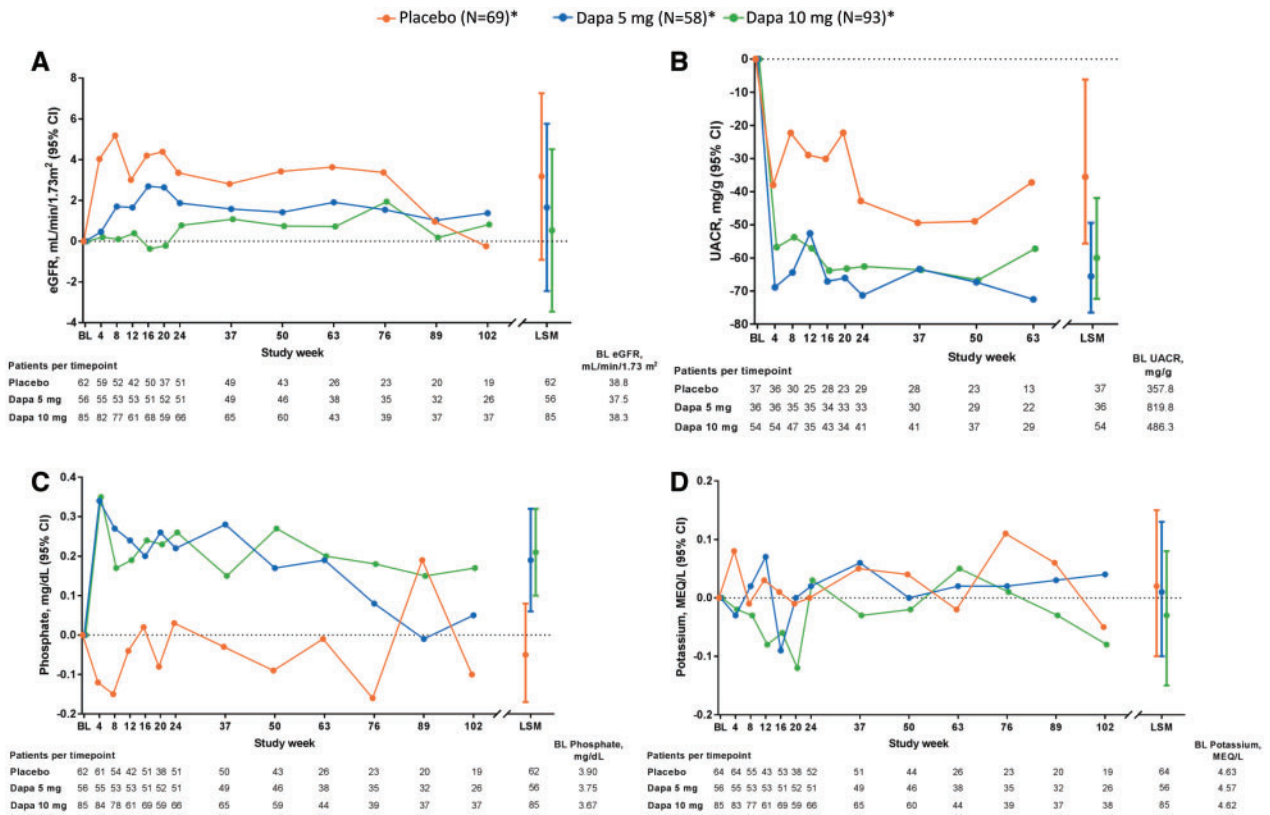 Placebo (N=69)* Dapa 5 mg (N=58)* Dapa 10 mg (N=93)*
A
eGFR, mL/min/1.73m² (95% CI)
8
6
4
2
0
-2
-4
BL 4 8 12 16 20 24 37 50 63 76 89 102 LSM
Study week
BL eGFR,
mL/min/1.73 m²
Patients per timepoint
Placebo 62 59 52 42 50 37 51 49 43 26 23 20 19 62 38.8
Dapa 5 mg 56 55 53 53 51 52 51 49 46 38 35 32 26 56 37.5
Dapa 10 mg 85 82 77 61 68 59 66 65 60 43 39 37 37 85 38.3
B
UACR, mg/g (95% CI)
0
-10
-20
-30
-40
-50
-60
-70
-80
BL 4 8 12 16 20 24 37 50 63 LSM
Study week
BL UACR,
mg/g
Patients per timepoint
Placebo 37 36 30 25 28 23 29 28 23 13 37 357.8
Dapa 5 mg 36 36 35 35 34 33 33 30 29 22 36 819.8
Dapa 10 mg 54 54 47 35 43 34 41 41 37 29 54 486.3
C
Phosphate, mg/dL (95% CI)
0.4
0.3
0.2
0.1
0.0
-0.1
-0.2
BL 4 8 12 16 20 24 37 50 63 76 89 102 LSM
Study week
BL Phosphate,
mg/dL
Patients per timepoint
Placebo 62 61 54 42 51 38 51 50 43 26 23 20 19 62 3.90
Dapa 5 mg 56 55 53 53 51 52 51 49 46 38 35 32 26 56 3.75
Dapa 10 mg 85 84 78 61 69 59 66 65 59 44 39 37 37 85 3.67
D
Potassium, MEQ/L (95% CI)
0.2
0.1
0.0
-0.1
-0.2
BL 4 8 12 16 20 24 37 50 63 76 89 102 LSM
Study week
BL Potassium,
MEQ/L
Patients per timepoint
Placebo 64 64 55 43 53 38 52 51 44 26 23 20 19 64 4.63
Dapa 5 mg 56 55 53 53 51 52 51 49 46 38 35 32 26 56 4.57
Dapa 10 mg 85 83 77 61 69 59 66 65 60 44 39 37 38 85 4.62